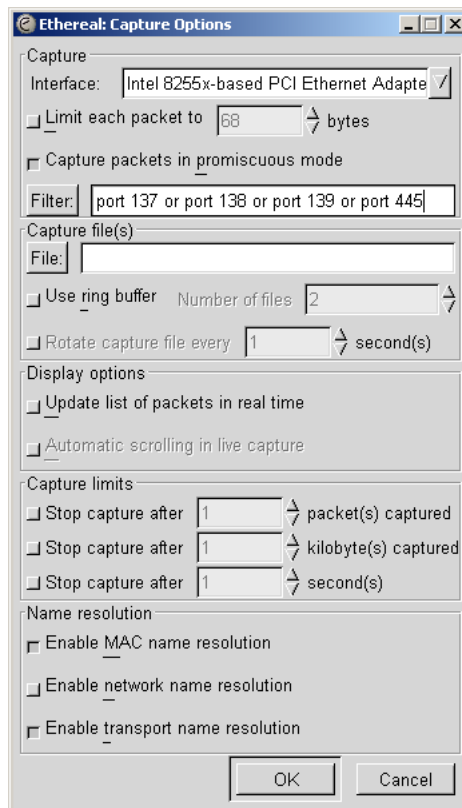 Ethereal: Capture Options
Capture
Interface: Intel 8255x-based PCI Ethernet Adapte
Limit each packet to 68 bytes
Capture packets in promiscuous mode
Filter: port 137 or port 138 or port 139 or port 445
Capture file(s)
File:
Use ring buffer Number of files 2
Rotate capture file every 1 second(s)
Display options
Update list of packets in real time
Automatic scrolling in live capture
Capture limits
Stop capture after 1 packet(s) captured
Stop capture after 1 kilobyte(s) captured
Stop capture after 1 second(s)
Name resolution
Enable MAC name resolution
Enable network name resolution
Enable transport name resolution
OK Cancel